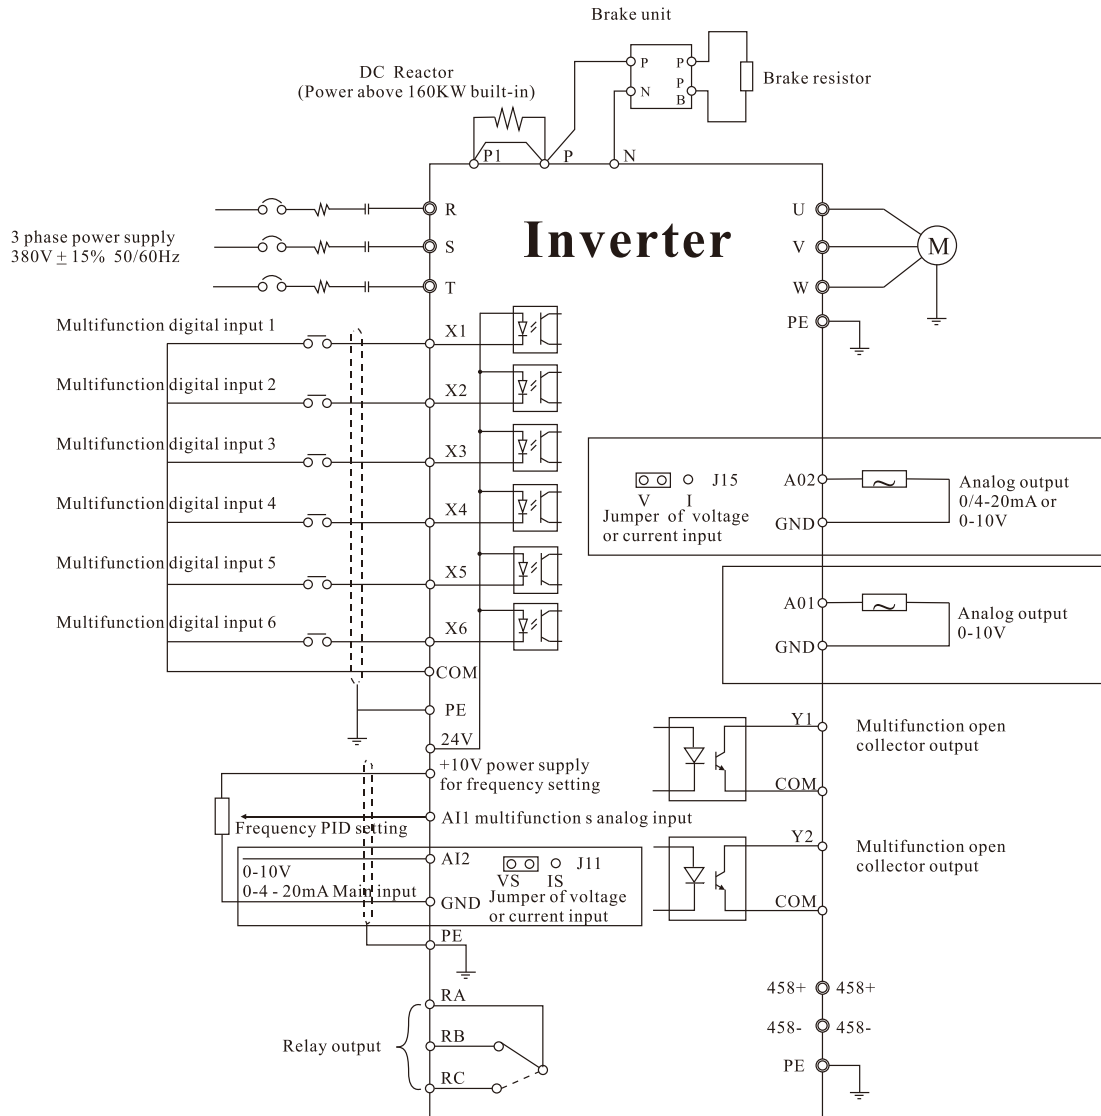 Brake unit
DC Reactor
(Power above 160KW built-in)
P
P
N
P
B
Brake resistor
P1
P
N
Inverter
3 phase power supply
380V ± 15% 50/60Hz
R
S
T
U
V
W
PE
M
Multifunction digital input 1
X1
Multifunction digital input 2
X2
Multifunction digital input 3
X3
Multifunction digital input 4
X4
Multifunction digital input 5
X5
Multifunction digital input 6
X6
COM
PE
24V
+10V power supply
for frequency setting
AI1 multifunction s analog input
Frequency PID setting
AI2
0-10V
0-4 - 20mA Main input
GND
VS IS J11
Jumper of voltage
or current input
PE
RA
RB
RC
Relay output
V I J15
Jumper of voltage
or current input
A02
GND
Analog output
0/4-20mA or
0-10V
A01
GND
Analog output
0-10V
Y1
COM
Multifunction open
collector output
Y2
COM
Multifunction open
collector output
458+ 458+
458- 458-
PE